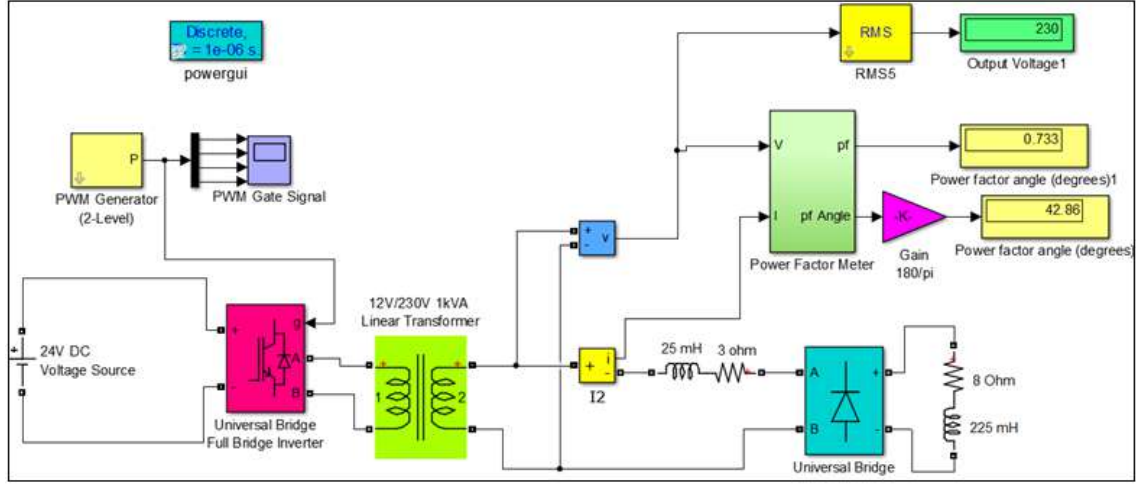 Discrete,
= 1e-06 s.
powergui
RMS
RMS5
230
Output Voltage1
P
PWM Generator
(2-Level)
PWM Gate Signal
V
pf
I
pf Angle
Power Factor Meter
0.733
Power factor angle (degrees)1
-K-
Gain
180/pi
42.86
Power factor angle (degrees)
+
-
v
24V DC
Voltage Source
+
-
g
A
B
Universal Bridge
Full Bridge Inverter
12V/230V 1kVA
Linear Transformer
+
+
1
2
+
i
-
I2
25 mH
3 ohm
A
B
+
-
Universal Bridge
8 Ohm
225 mH